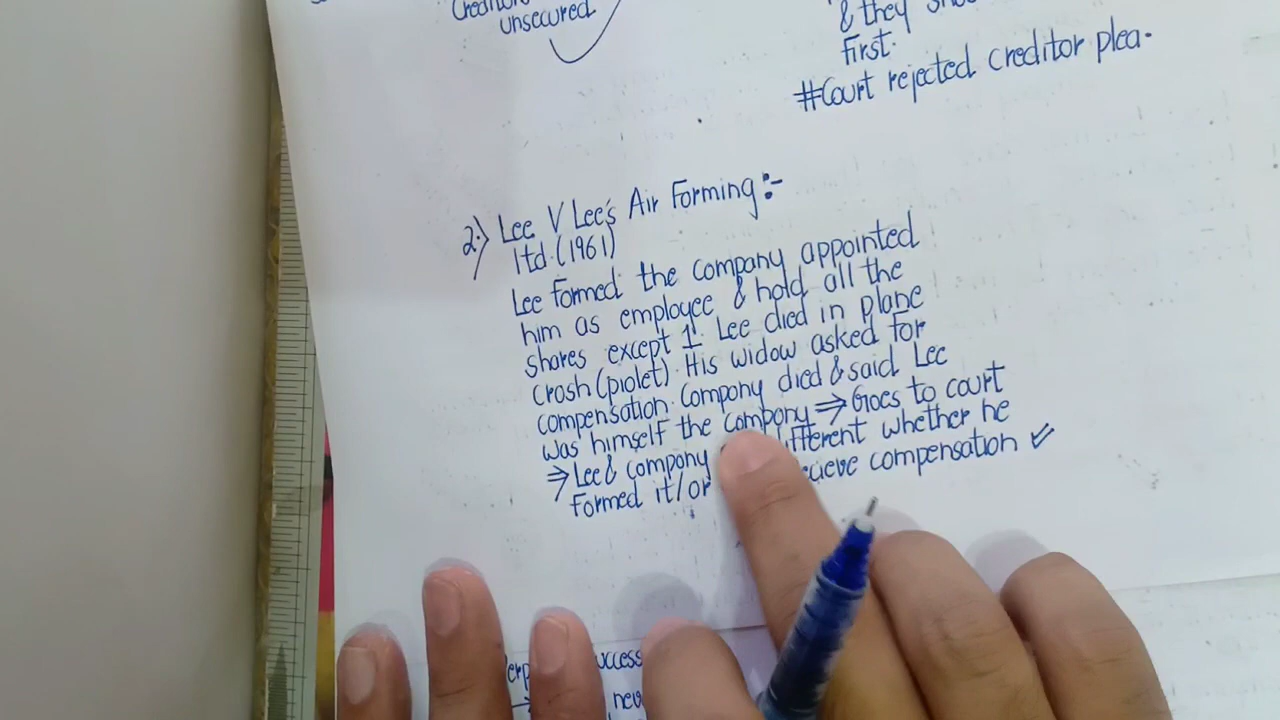 unsecured
& they
first.
#Court rejected creditor plea.
2.) Lee V Lee's Air Forming :-
ltd. (1961)
Lee formed the company appointed
him as employee & hold all the
shares except 1. Lee died in plane
crosh (piolet). His widow asked for
compensation. Company died & said Lee
was himself the company ⇒ Goes to court
⇒ Lee & company different whether he
formed it/or recieve compensation ✓